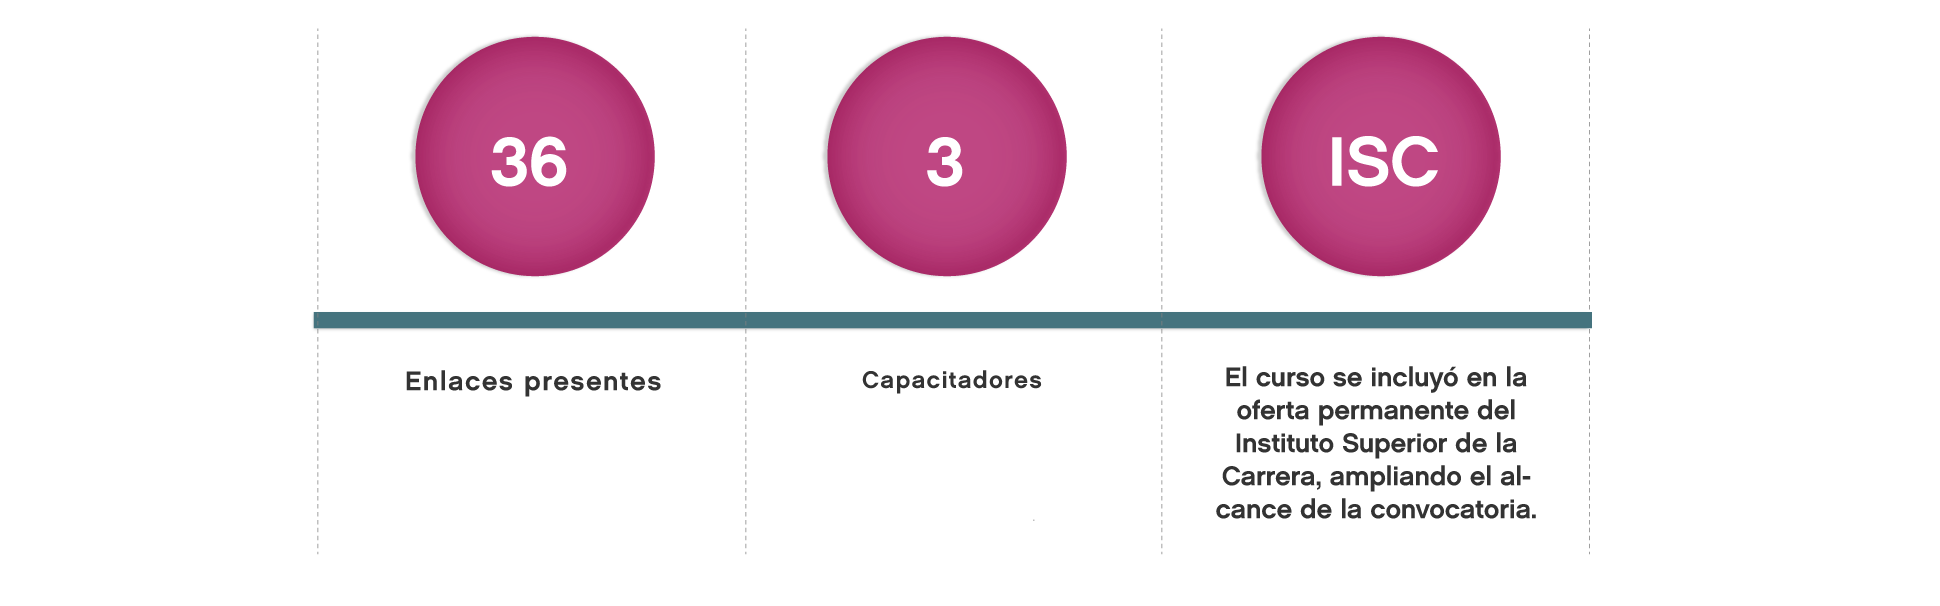 36
3
ISC
Enlaces presentes
Capacitadores
El curso se incluyó en la
oferta permanente del
Instituto Superior de la
Carrera, ampliando el al-
cance de la convocatoria.